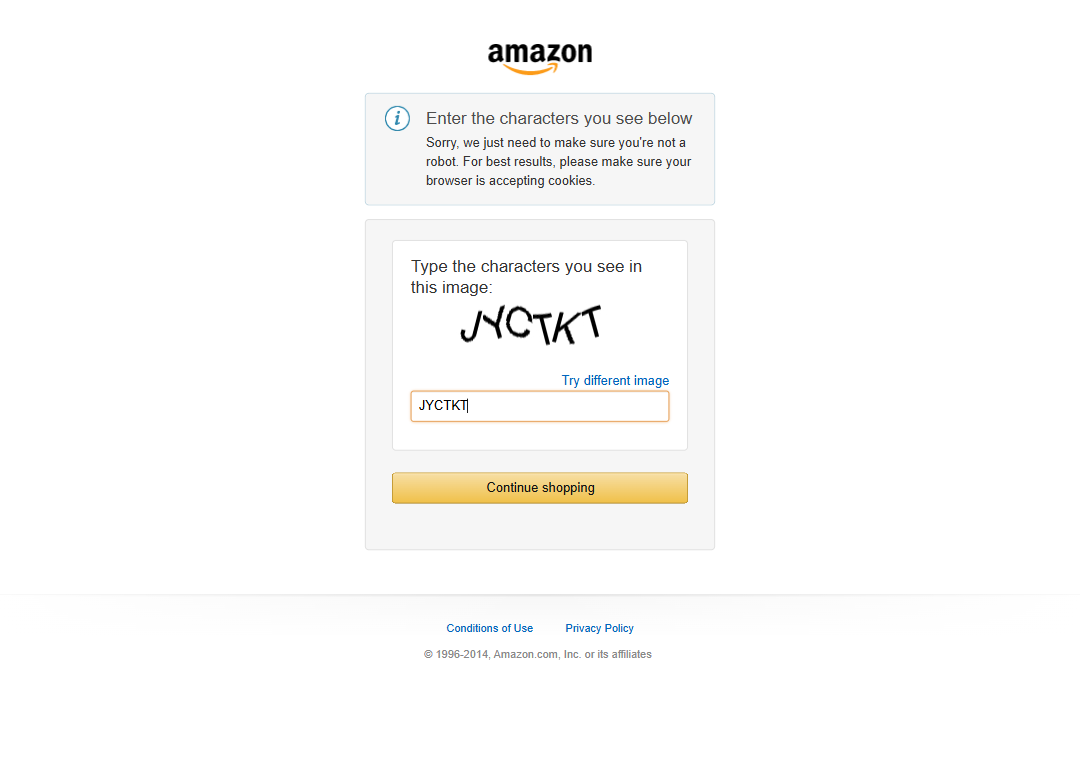 amazon
Enter the characters you see below
Sorry, we just need to make sure you're not a
robot. For best results, please make sure your
browser is accepting cookies.
Type the characters you see in
this image:
JYCTKT
Try different image
JYCTKT
Continue shopping
Conditions of Use Privacy Policy
© 1996-2014, Amazon.com, Inc. or its affiliates